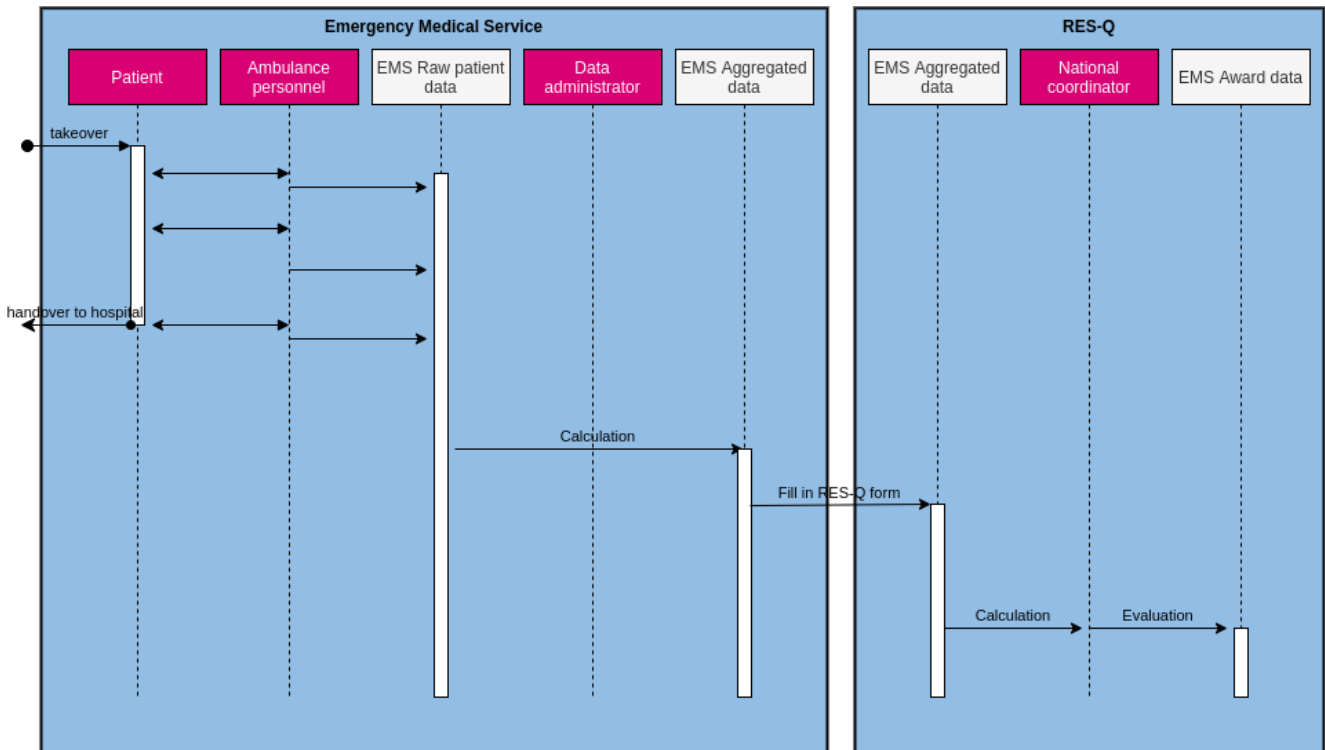 Emergency Medical Service
RES-Q
Patient
Ambulance
personnel
EMS Raw patient
data
Data
administrator
EMS Aggregated
data
EMS Aggregated
data
National
coordinator
EMS Award data
takeover
handover to hospital
Calculation
Fill in RES-Q form
Calculation
Evaluation